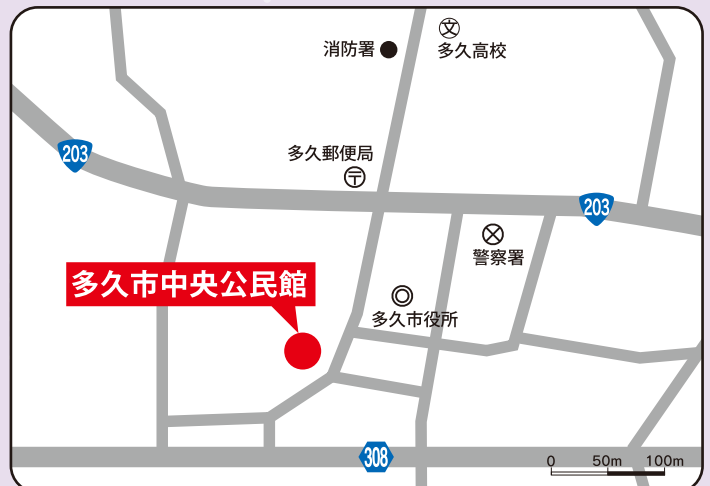 文
消防署
多久高校
多久郵便局
〒
203
203
警察署
多久市中央公民館
多久市役所
308
0 50m 100m